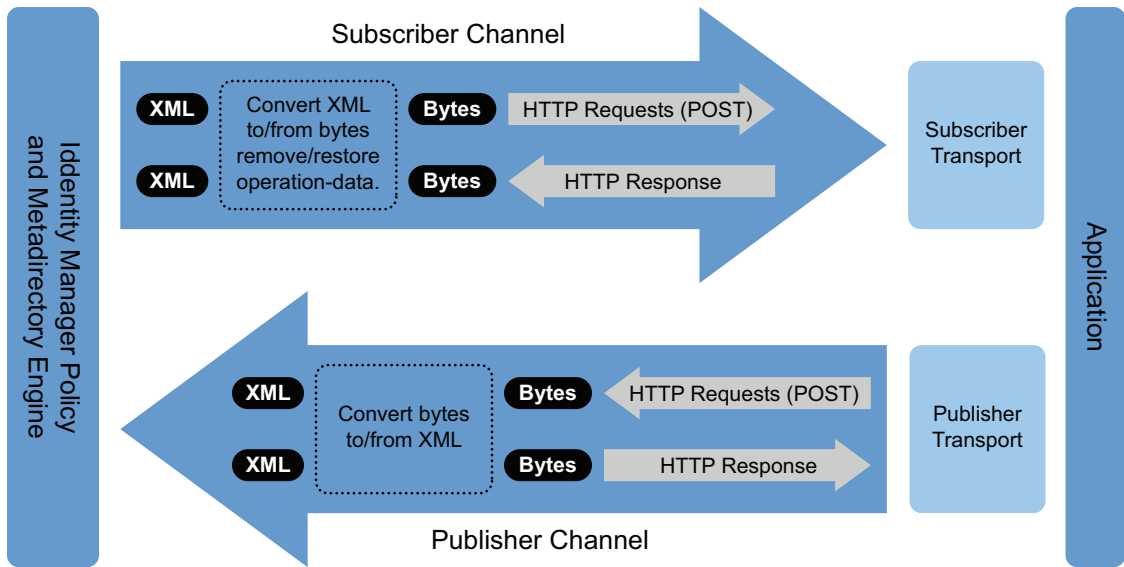 Iddentity Manager Policy
and Metadirectory Engine
Subscriber Channel
XML
Convert XML
to/from bytes
remove/restore
operation-data.
Bytes
HTTP Requests (POST)
XML
Bytes
HTTP Response
Subscriber
Transport
Application
XML
Convert bytes
to/from XML
Bytes
HTTP Requests (POST)
XML
Bytes
HTTP Response
Publisher
Transport
Publisher Channel